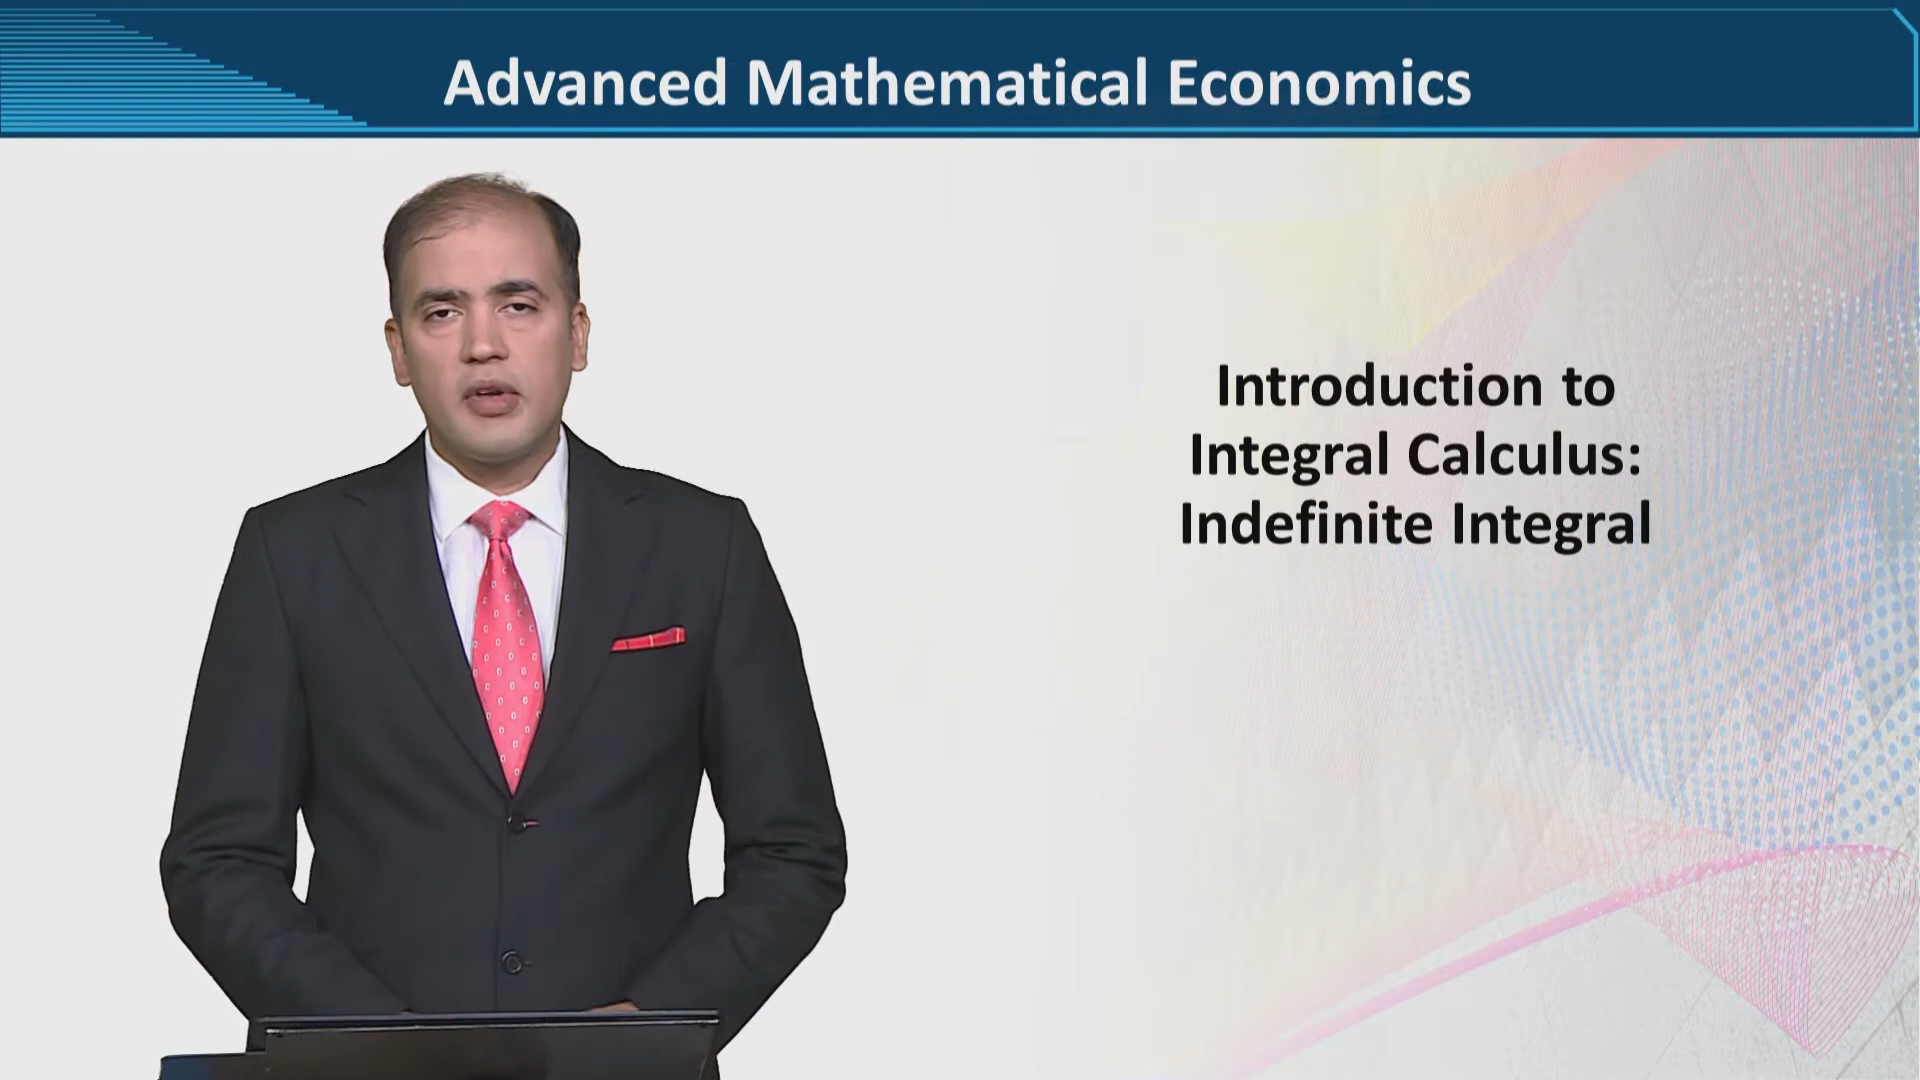 Advanced Mathematical Economics
Introduction to
Integral Calculus:
Indefinite Integral